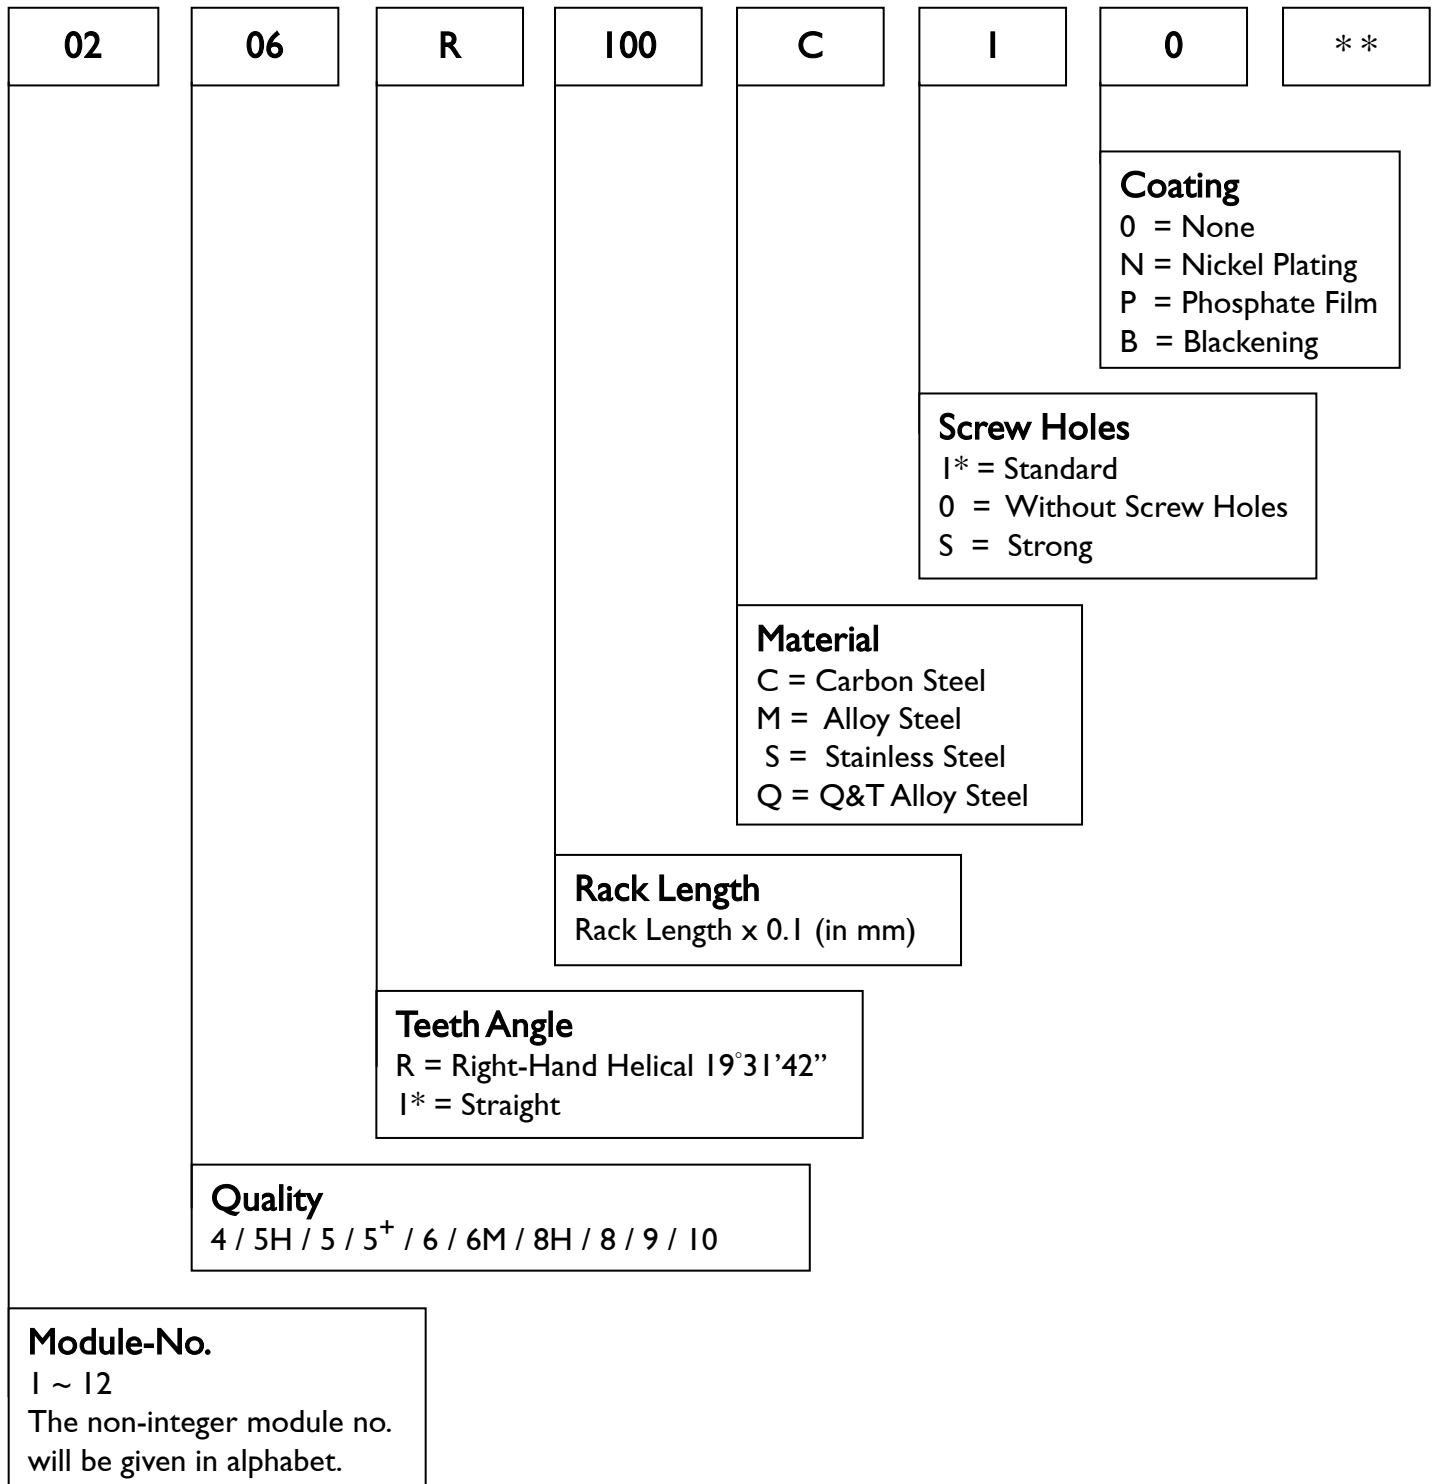 02 06 R 100 C 1 0 **
Coating
0 = None
N = Nickel Plating
P = Phosphate Film
B = Blackening
Screw Holes
1* = Standard
0 = Without Screw Holes
S = Strong
Material
C = Carbon Steel
M = Alloy Steel
S = Stainless Steel
Q = Q&T Alloy Steel
Rack Length
Rack Length x 0.1 (in mm)
Teeth Angle
R = Right-Hand Helical 19°31’42”
1* = Straight
Quality
4 / 5H / 5 / 5⁺ / 6 / 6M / 8H / 8 / 9 / 10
Module-No.
1 ~ 12
The non-integer module no.
will be given in alphabet.